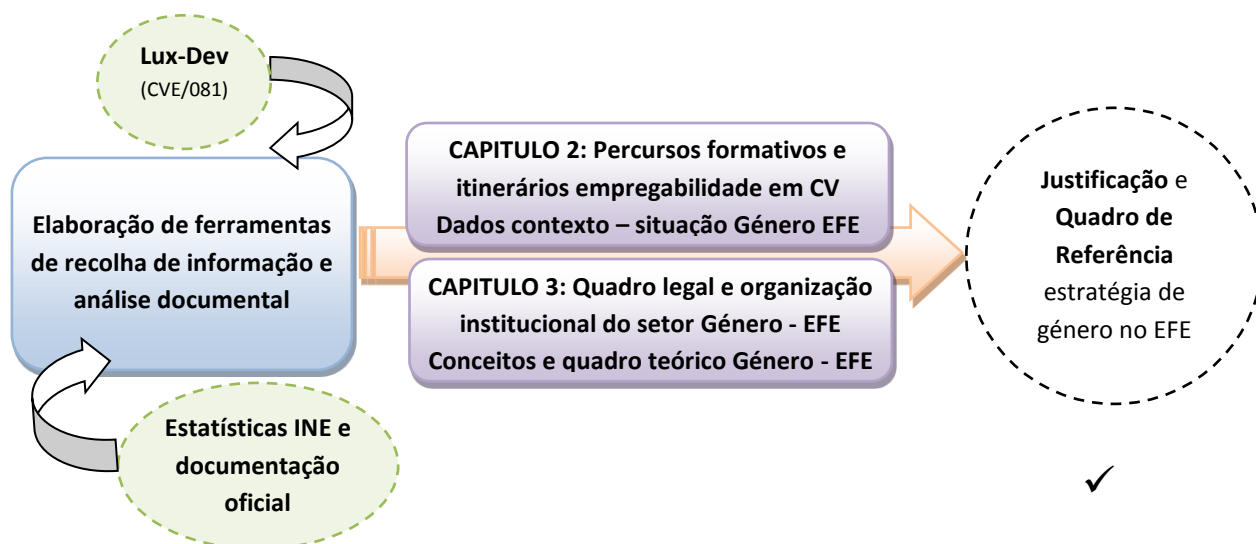 Lux-Dev
(CVE/081)
Elaboração de ferramentas
de recolha de informação e
análise documental
Estatísticas INE e
documentação
oficial
CAPITULO 2: Percursos formativos e
itinerários empregabilidade em CV
Dados contexto – situação Género EFE
CAPITULO 3: Quadro legal e organização
institucional do setor Género - EFE
Conceitos e quadro teórico Género - EFE
Justificação e
Quadro de
Referência
estratégia de
género no EFE
✓